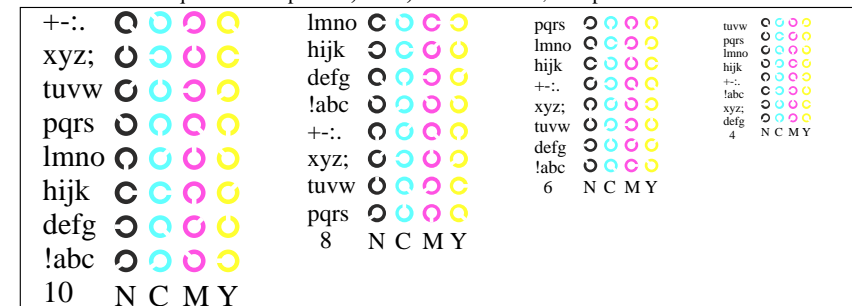 +-:.
xyz;
tuvw
pqrs
lmno
hijk
defg
!abc
10 N C M Y
lmno
hijk
defg
!abc
+-:.
xyz;
tuvw
pqrs
8 N C M Y
pqrs
lmno
hijk
+-:.
xyz;
tuvw
defg
!abc
6 N C M Y
tuvw
pqrs
lmno
hijk
+-:.
!abc
xyz;
defg
4 N C M Y